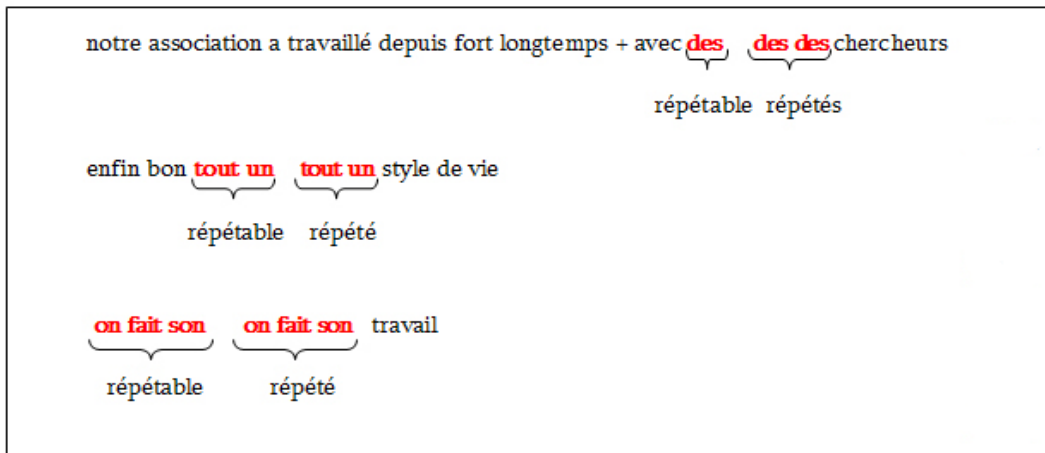 notre association a travaillé depuis fort longtemps + avec des des des chercheurs
répétable répétés
enfin bon tout un tout un style de vie
répétable répété
on fait son on fait son travail
répétable répété